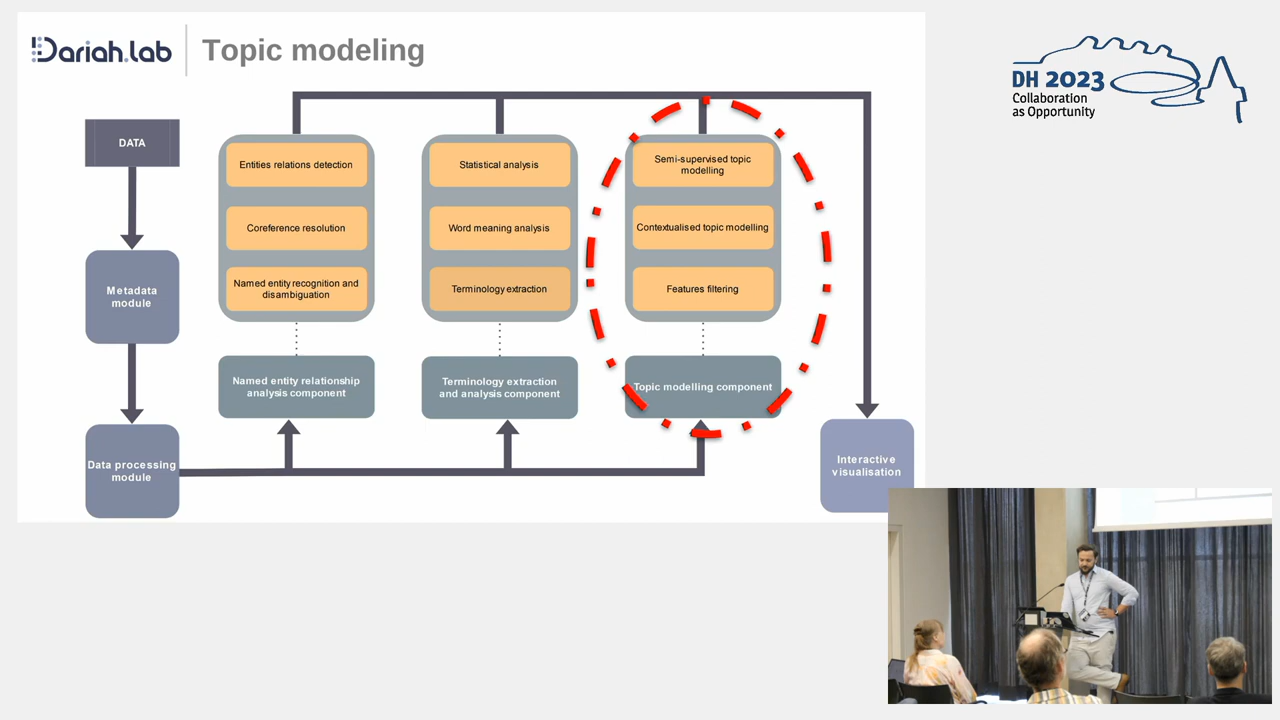 Dariah.lab
Topic modeling
DH 2023
Collaboration
as Opportunity
DATA
Metadata
module
Data processing
module
Entities relations detection
Coreference resolution
Named entity recognition and
disambiguation
Named entity relationship
analysis component
Statistical analysis
Word meaning analysis
Terminology extraction
Terminology extraction
and analysis component
Semi-supervised topic
modelling
Contextualised topic modelling
Features filtering
Topic modelling component
Interactive
visualisation